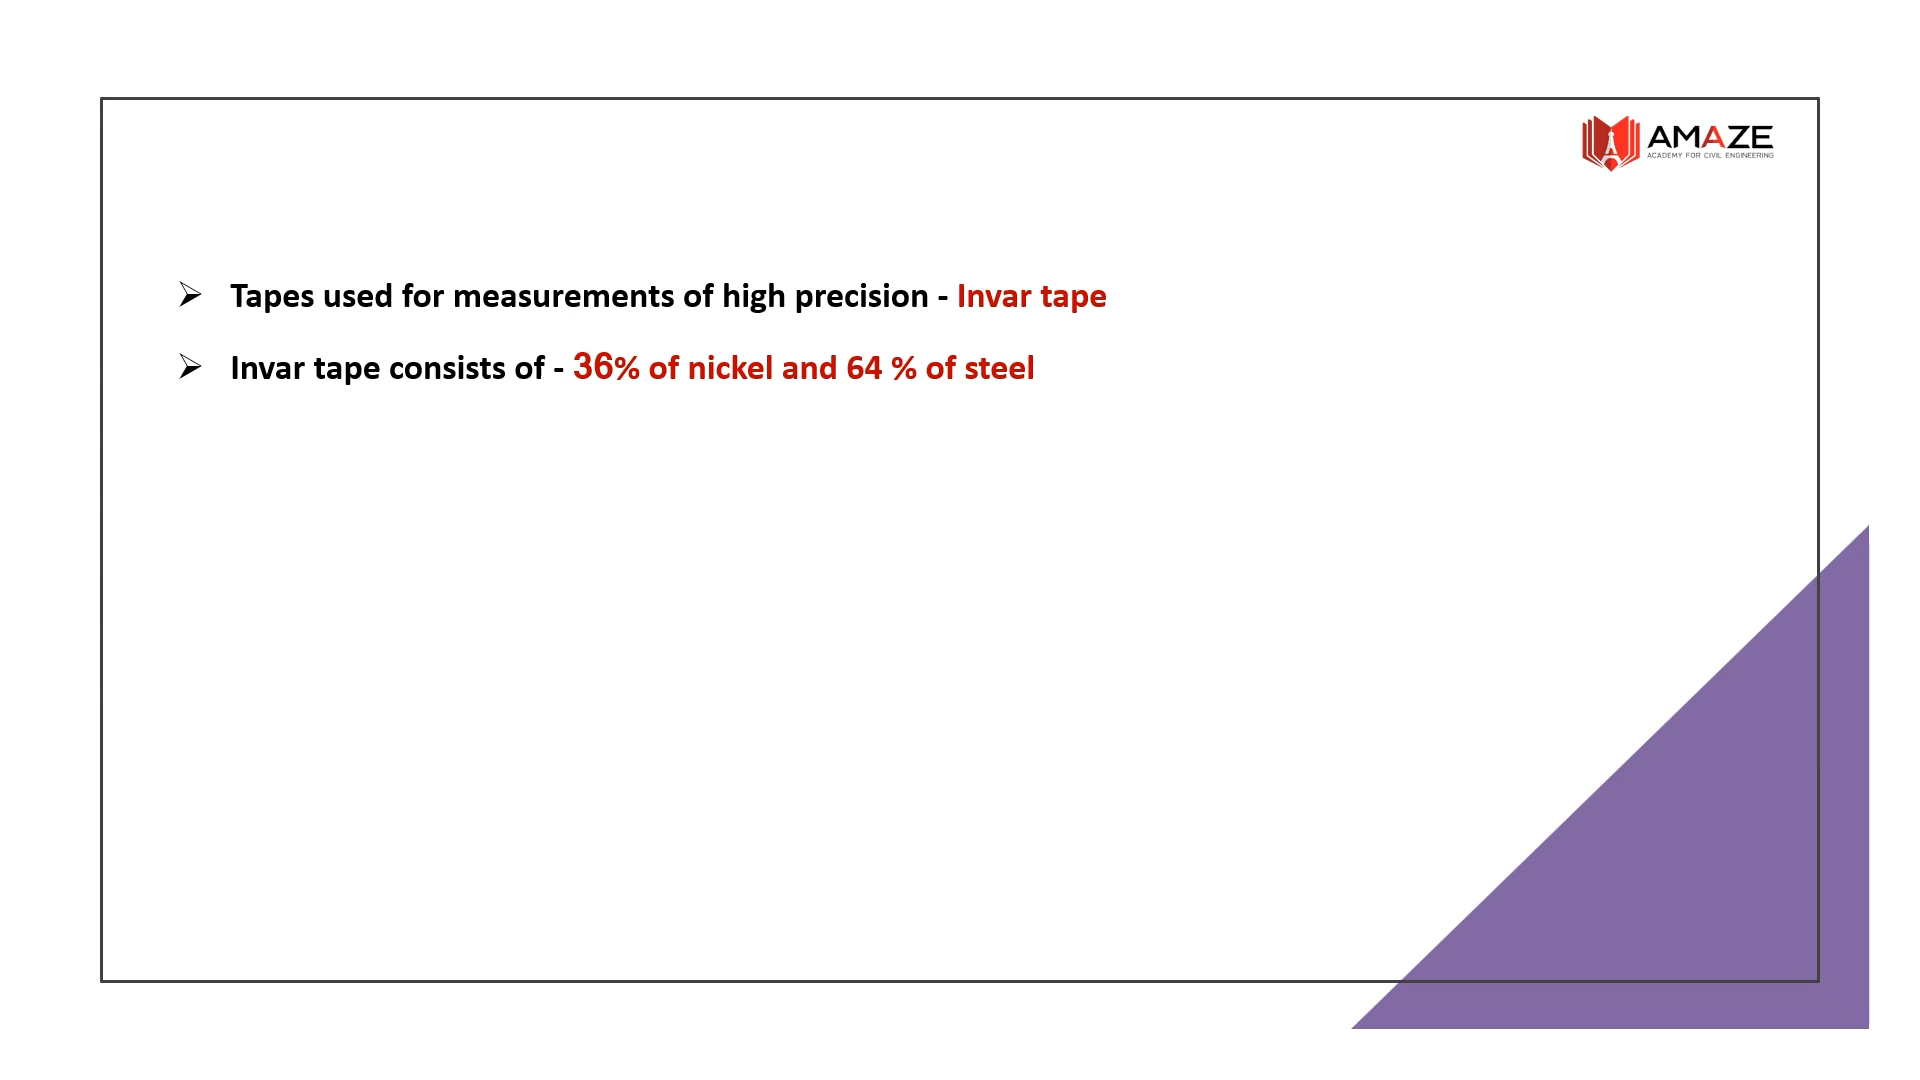 AMAZE
ACADEMY FOR CIVIL ENGINEERING
➢ Tapes used for measurements of high precision - Invar tape
➢ Invar tape consists of - 36% of nickel and 64 % of steel